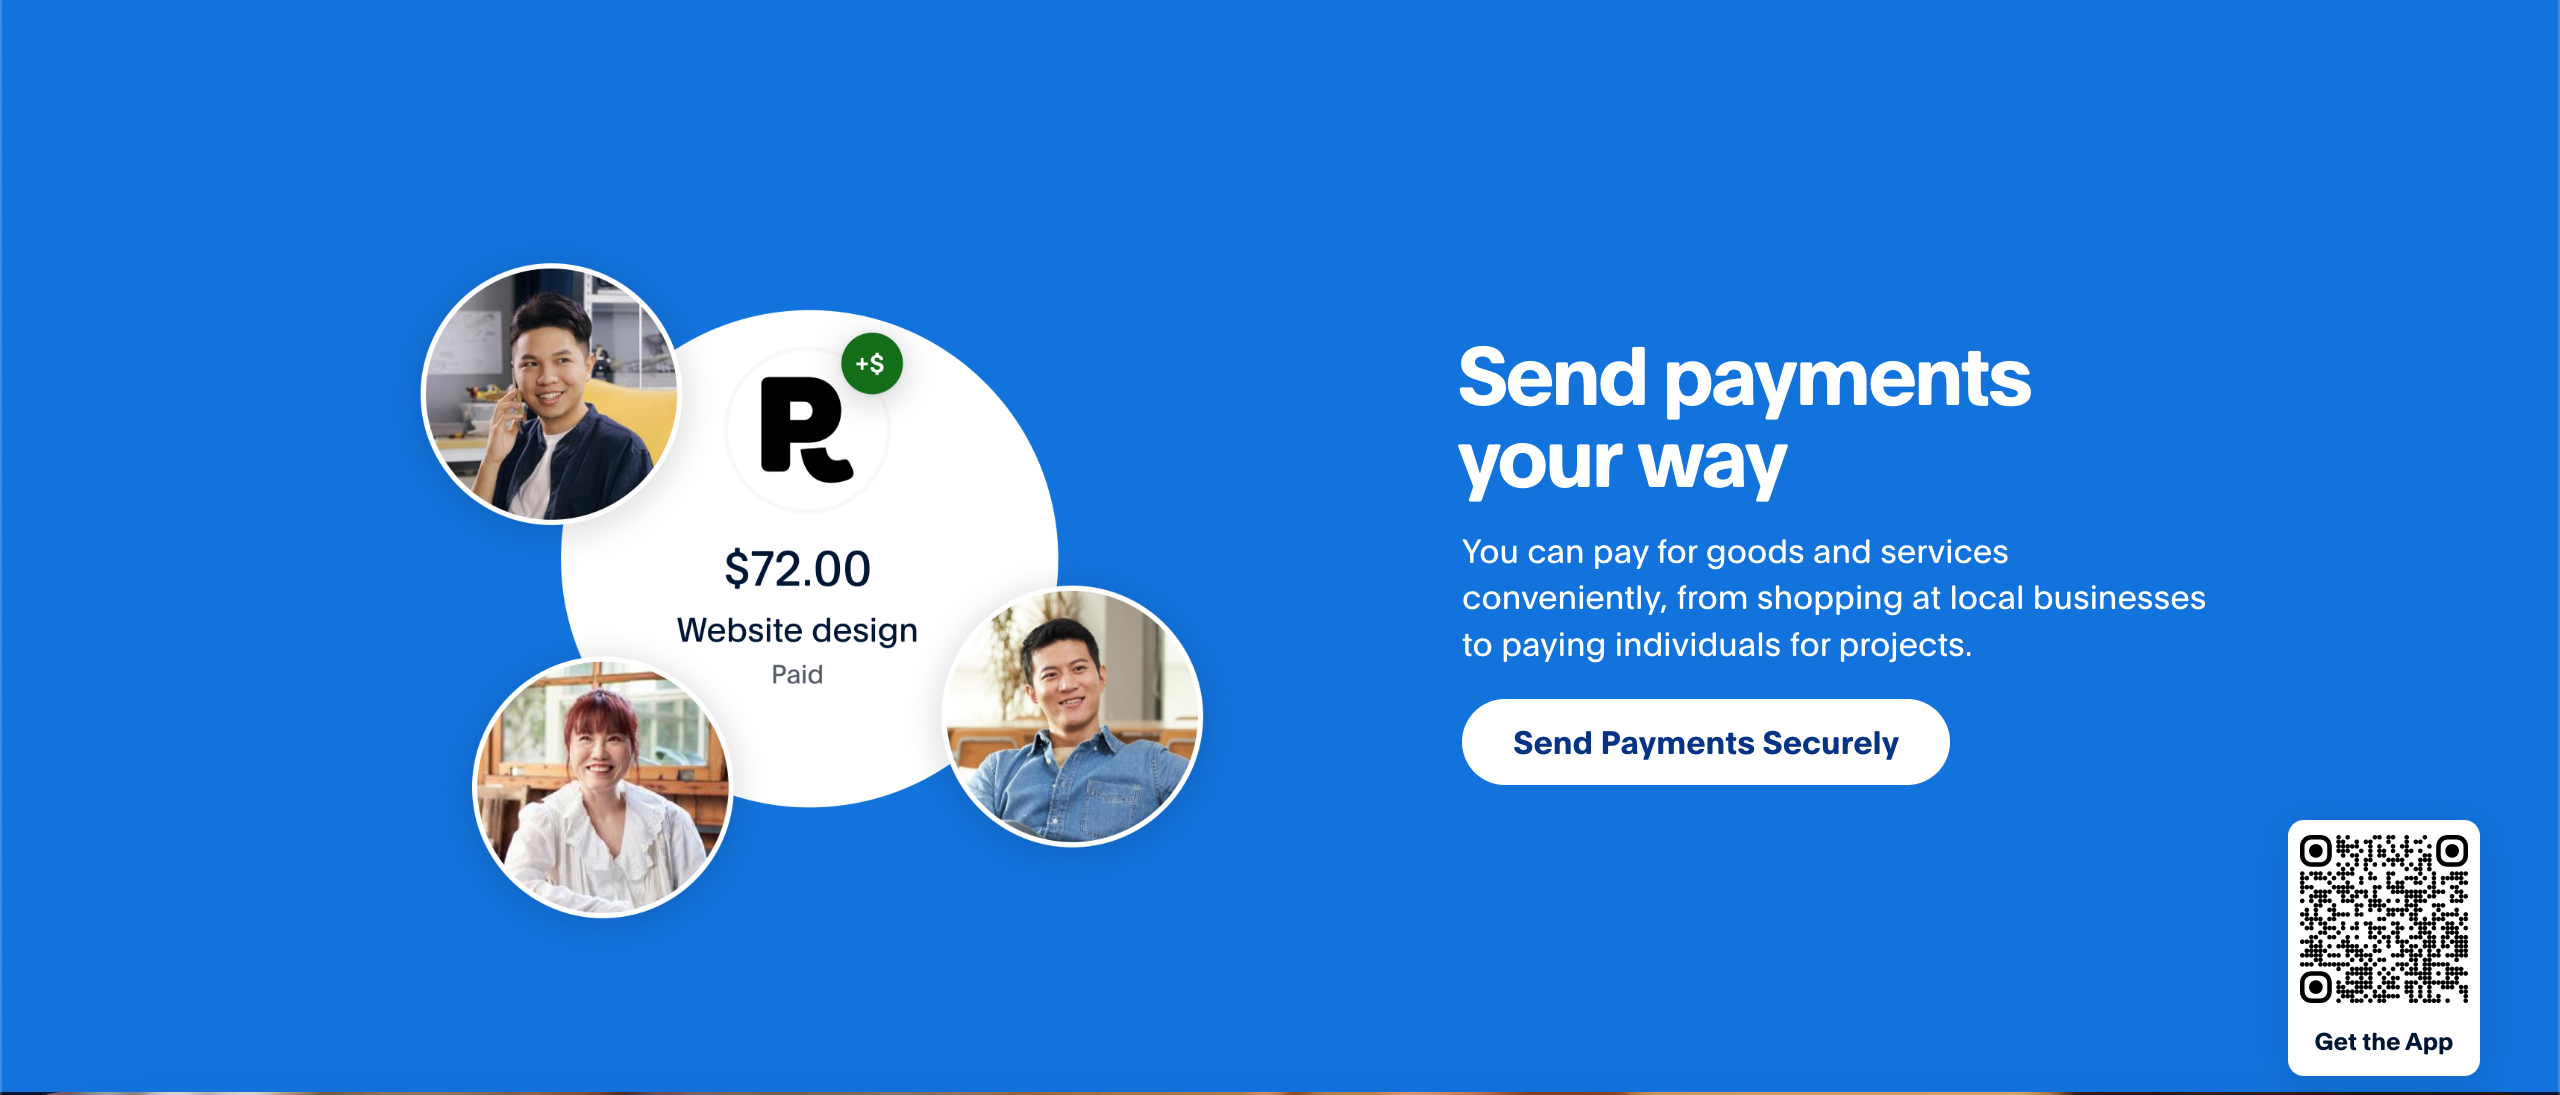 +$
R
$72.00
Website design
Paid
Send payments
your way
You can pay for goods and services
conveniently, from shopping at local businesses
to paying individuals for projects.
Send Payments Securely
Get the App